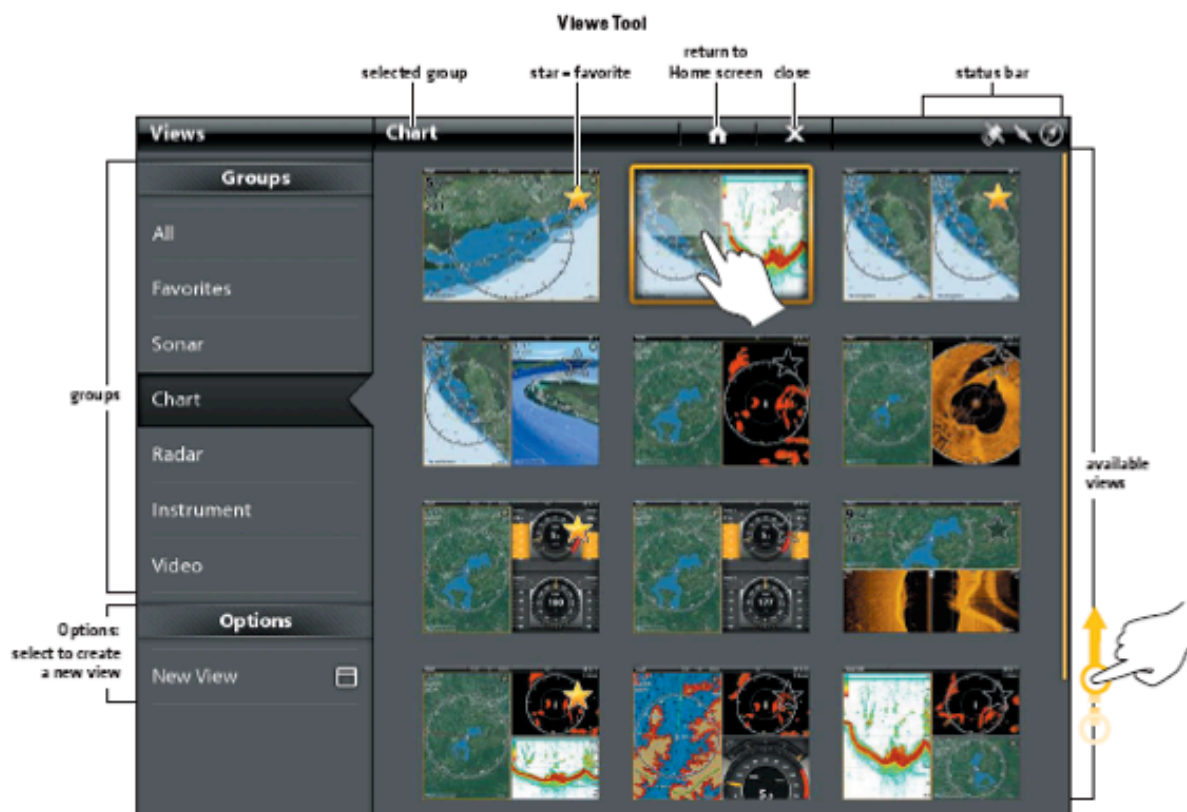 Views Tool
return to
selected group star = favorite Home screen close status bar
Views Chart
Groups
All
Favorites
Sonar
groups Chart
Radar
available
views
Instrument
Video
Options
Options:
select to create
a new view
New View